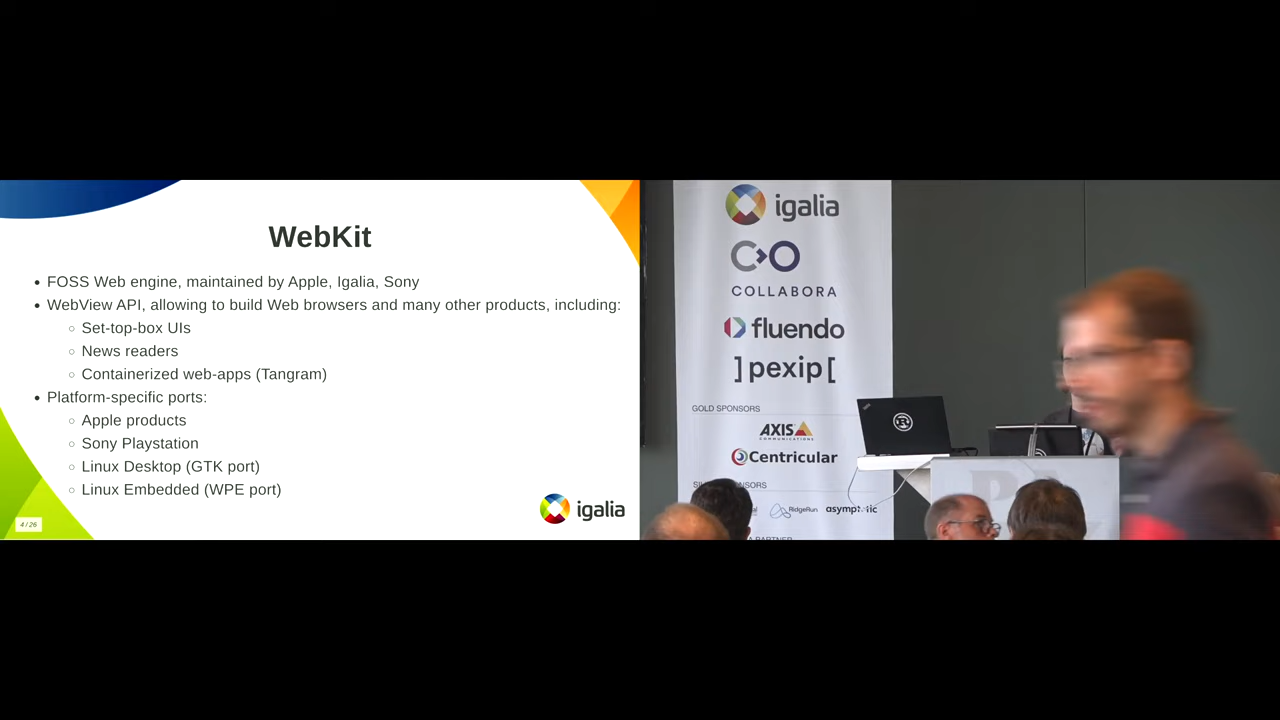 WebKit
FOSS Web engine, maintained by Apple, Igalia, Sony
WebView API, allowing to build Web browsers and many other products, including:
Set-top-box UIs
News readers
Containerized web-apps (Tangram)
Platform-specific ports:
Apple products
Sony Playstation
Linux Desktop (GTK port)
Linux Embedded (WPE port)
4 / 26
igalia
igalia
COLLABORA
fluendo
]pexip[
GOLD SPONSORS
AXIS
COMMUNICATIONS
Centricular
RidgeRun
asymptotic